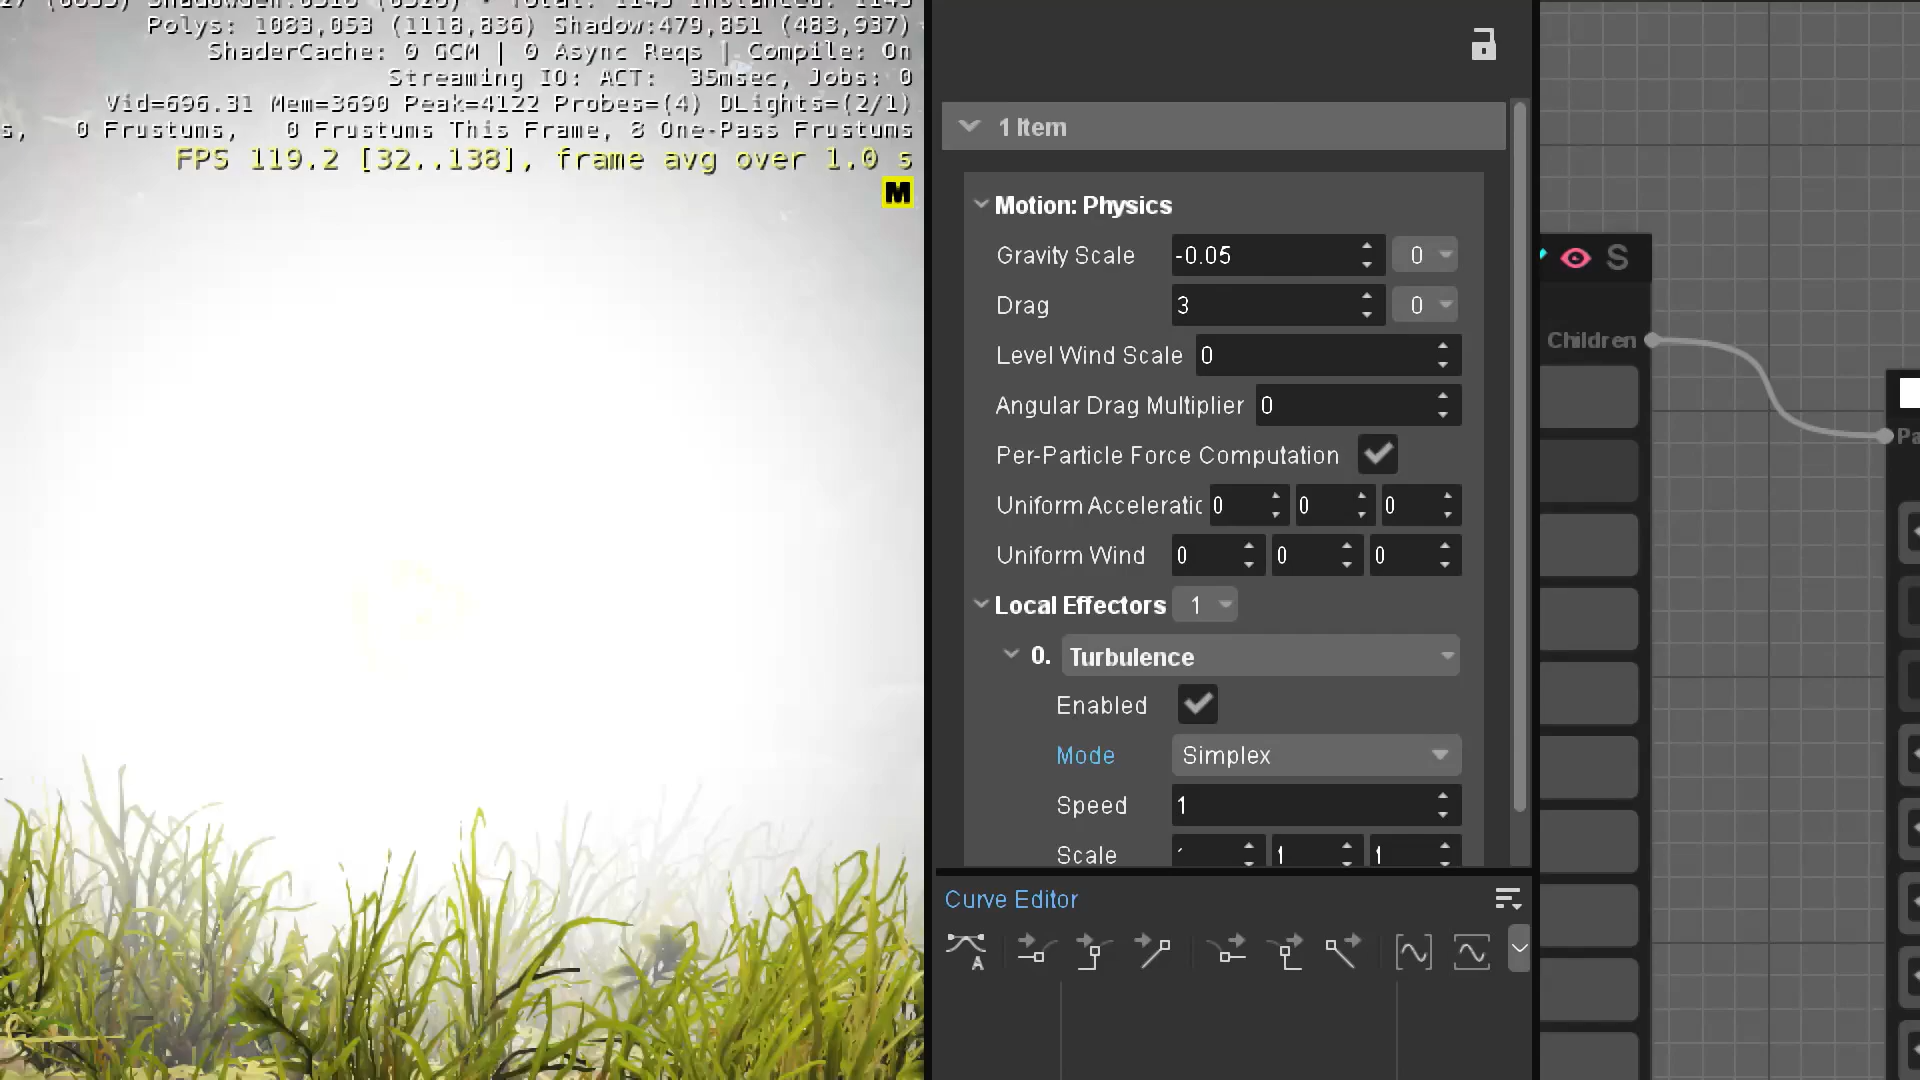 Polys: 1083,053 (1118,836) Shadow:479,851 (483,937)
ShaderCache: 0 GCM | 0 Async Reqs | Compile: On
Streaming IO: ACT: 35msec, Jobs: 0
Vid=696.31 Mem=3690 Peak=4122 Probes=(4) DLights=(2/1)
s, 0 Frustums, 0 Frustums This Frame, 8 One-Pass Frustums
FPS 119.2 [32..138], frame avg over 1.0 s
M
1 Item
Motion: Physics
Gravity Scale -0.05 0
Drag 3 0
Level Wind Scale 0
Angular Drag Multiplier 0
Per-Particle Force Computation
Uniform Acceleratic 0 0 0
Uniform Wind 0 0 0
Local Effectors 1
0. Turbulence
Enabled
Mode Simplex
Speed 1
Scale 1 1
Curve Editor
A
S
Children
Pa